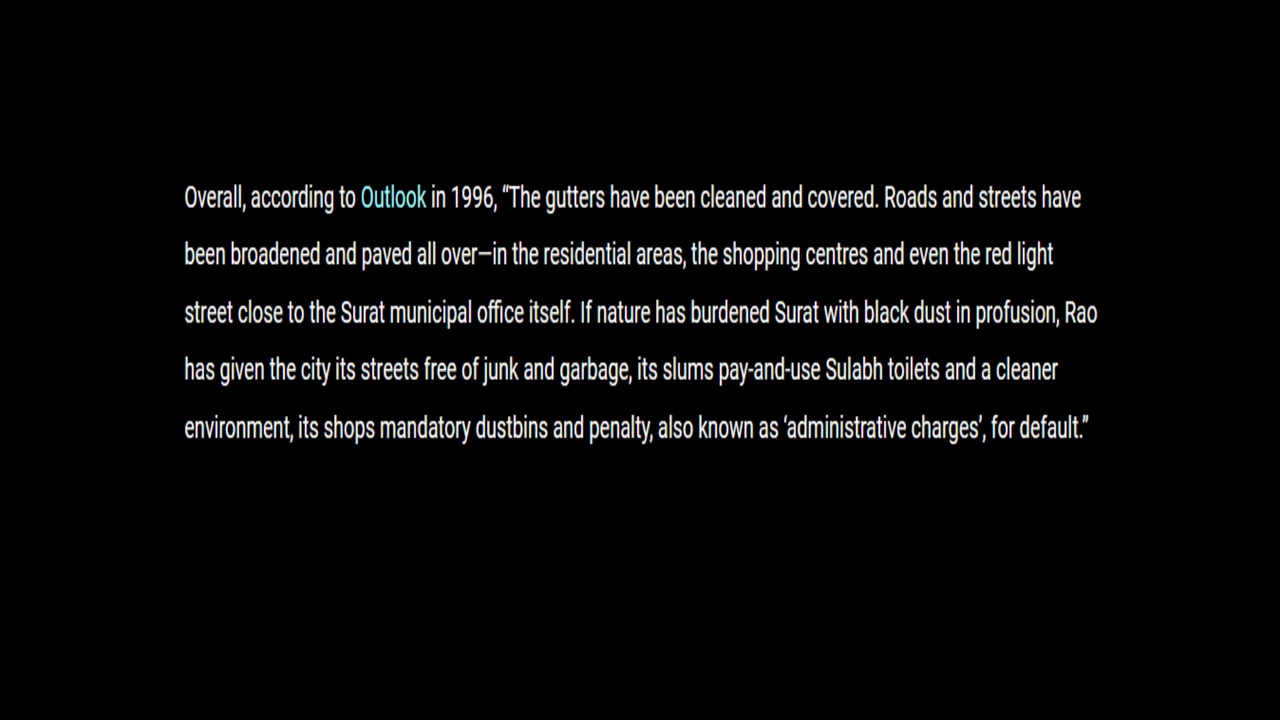 Overall, according to Outlook in 1996, “The gutters have been cleaned and covered. Roads and streets have
been broadened and paved all over—in the residential areas, the shopping centres and even the red light
street close to the Surat municipal office itself. If nature has burdened Surat with black dust in profusion, Rao
has given the city its streets free of junk and garbage, its slums pay-and-use Sulabh toilets and a cleaner
environment, its shops mandatory dustbins and penalty, also known as ‘administrative charges’, for default.”